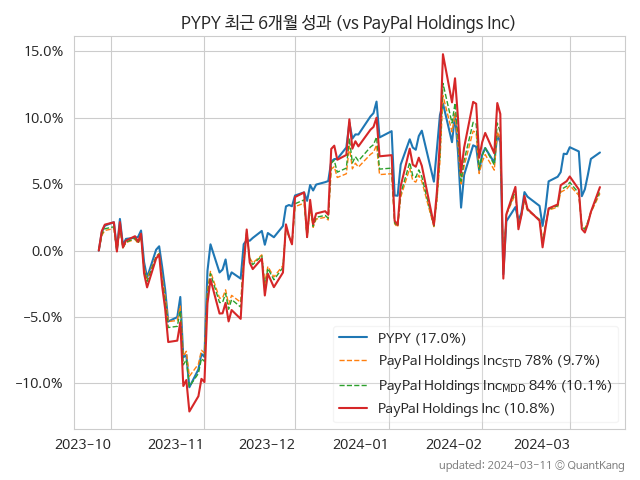 PYPY 최근 6개월 성과 (vs PayPal Holdings Inc)
15.0%
10.0%
5.0%
0.0%
−5.0%
−10.0%
PYPY (17.0%)
PayPal Holdings IncSTD 78% (9.7%)
PayPal Holdings IncMDD 84% (10.1%)
PayPal Holdings Inc (10.8%)
2023-10 2023-11 2023-12 2024-01 2024-02 2024-03
updated: 2024-03-11 © QuantKang